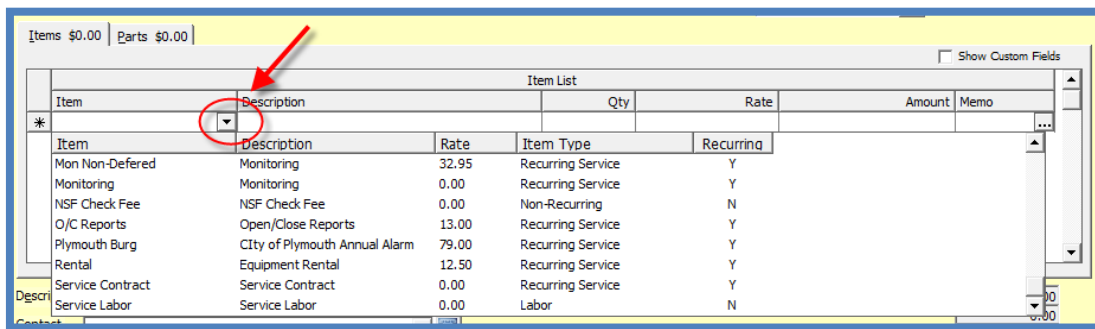 Items $0.00 Parts $0.00
Show Custom Fields
Item List
Item Description Qty Rate Amount Memo
* ...
Item Description Rate Item Type Recurring
Mon Non-Defered Monitoring 32.95 Recurring Service Y
Monitoring Monitoring 0.00 Recurring Service Y
NSF Check Fee NSF Check Fee 0.00 Non-Recurring N
O/C Reports Open/Close Reports 13.00 Recurring Service Y
Plymouth Burg CIty of Plymouth Annual Alarm 79.00 Recurring Service Y
Rental Equipment Rental 12.50 Recurring Service Y
Service Contract Service Contract 0.00 Recurring Service Y
Service Labor Service Labor 0.00 Labor N